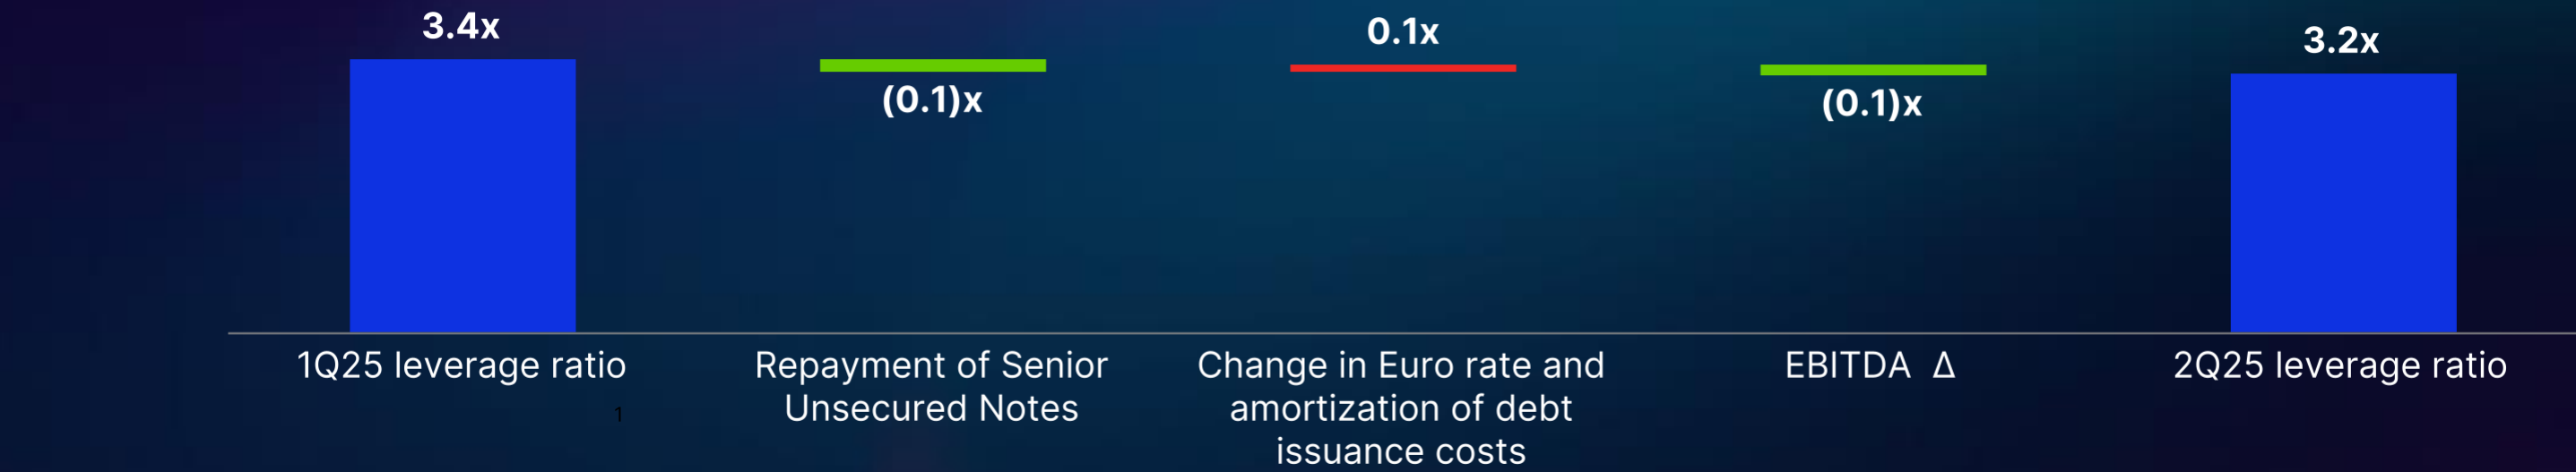 3.4x
(0.1)x
0.1x
(0.1)x
3.2x
1Q25 leverage ratio
1
Repayment of Senior
Unsecured Notes
Change in Euro rate and
amortization of debt
issuance costs
EBITDA Δ
2Q25 leverage ratio